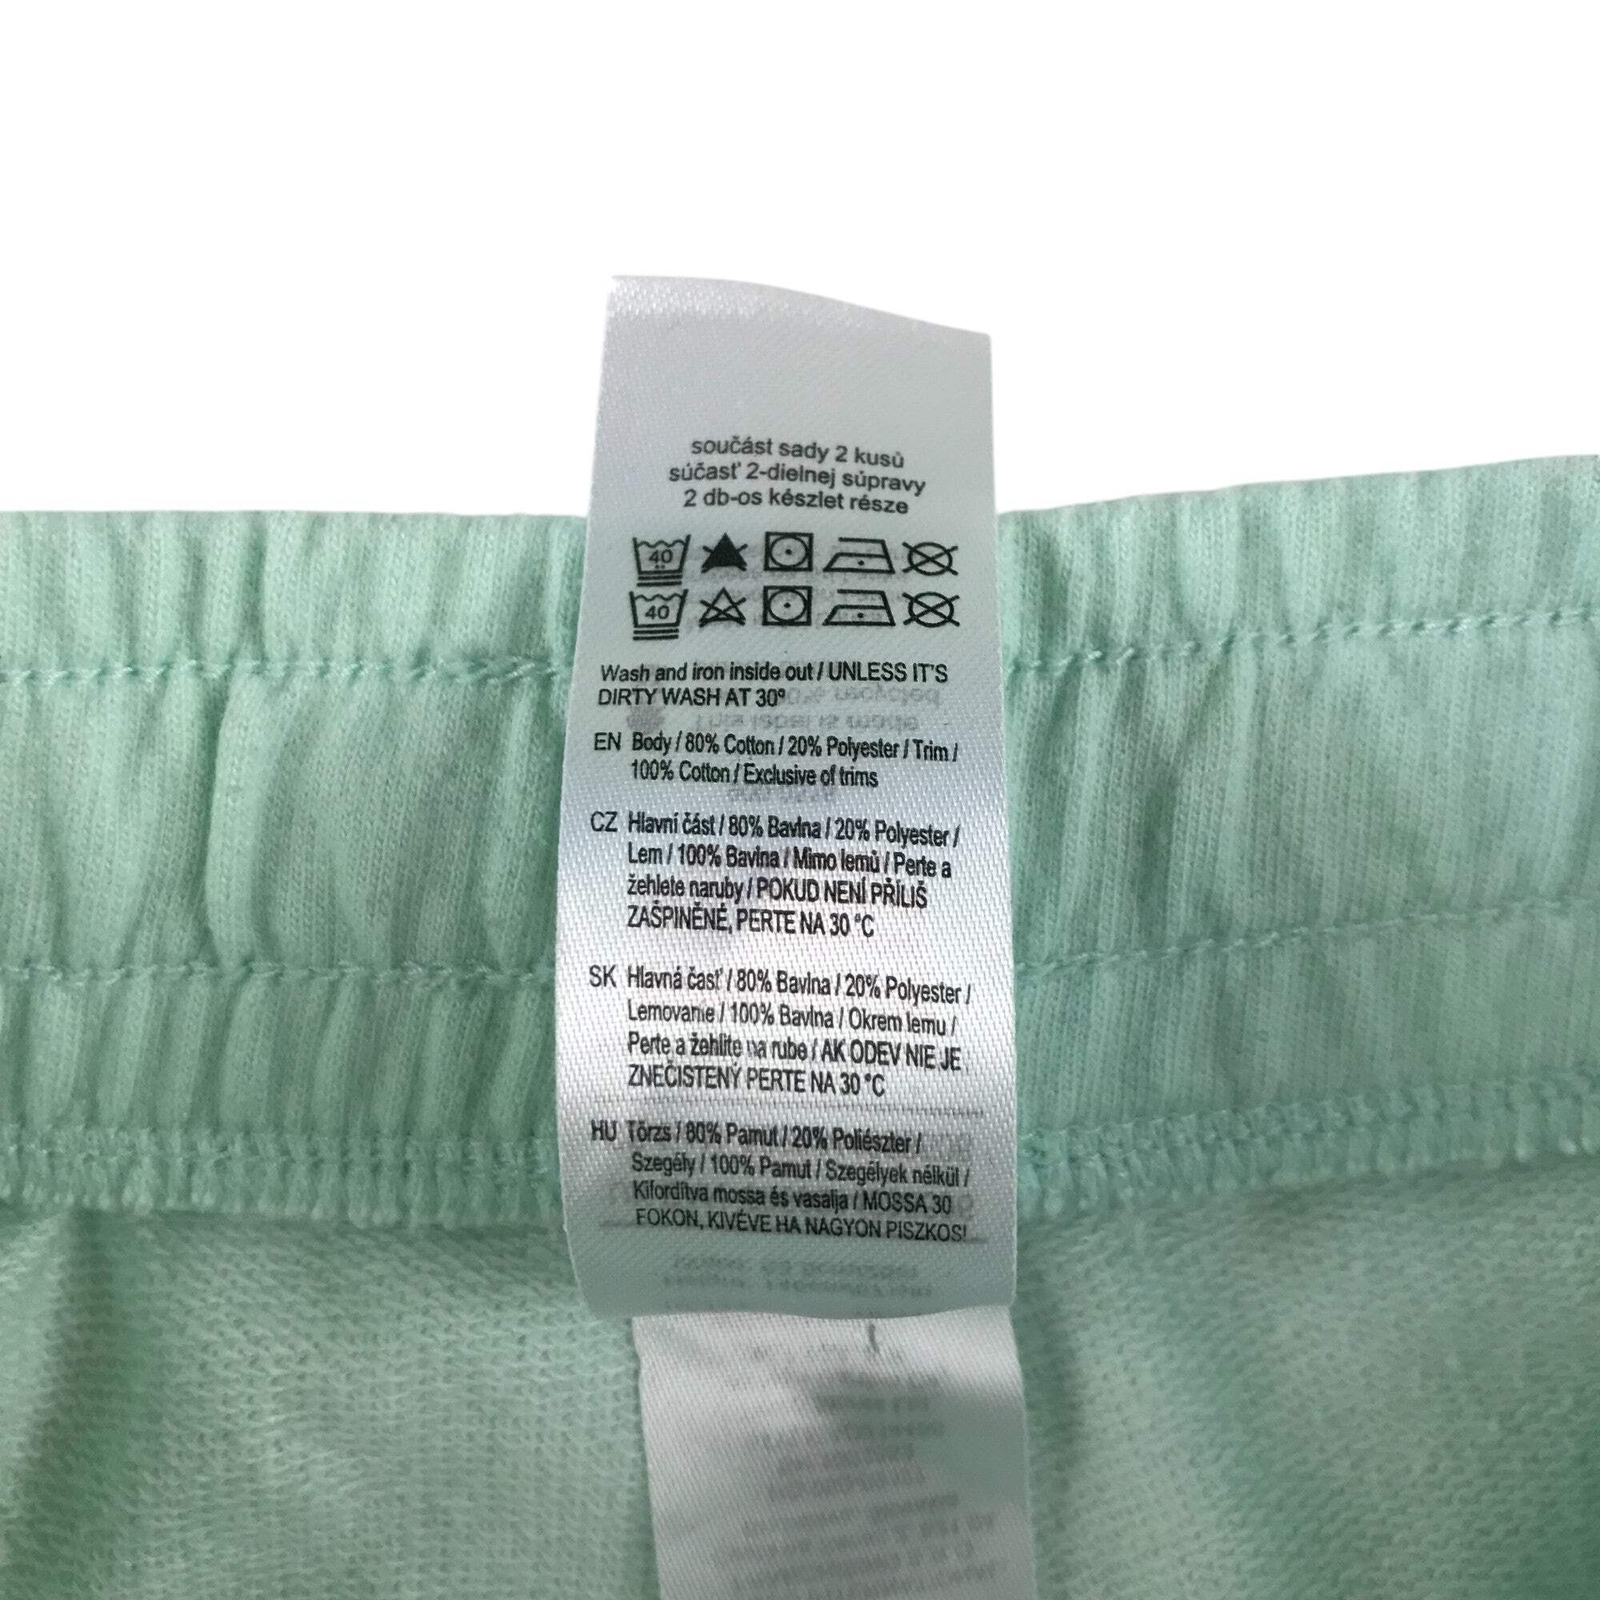 součást sady 2 kusů
súčasť 2-dielnej súpravy
2 db-os készlet része
40
40
Wash and iron inside out / UNLESS IT'S
DIRTY WASH AT 30º
EN Body / 80% Cotton / 20% Polyester / Trim /
100% Cotton / Exclusive of trims
CZ Hlavní část / 80% Bavlna / 20% Polyester /
Lem / 100% Bavlna / Mimo lemů / Perte a
žehlete naruby / POKUD NENÍ PŘÍLIŠ
ZAŠPINĚNÉ, PERTE NA 30 °C
SK Hlavná časť / 80% Bavlna / 20% Polyester /
Lemovanie / 100% Bavlna / Okrem lemu /
Perte a žehlite na rube / AK ODEV NIE JE
ZNEČISTENÝ PERTE NA 30 °C
HU Törzs / 80% Pamut / 20% Poliészter /
Szegély / 100% Pamut / Szegélyek nélkül /
Kifordítva mossa és vasalja / MOSSA 30
FOKON, KIVÉVE HA NAGYON PISZKOS!